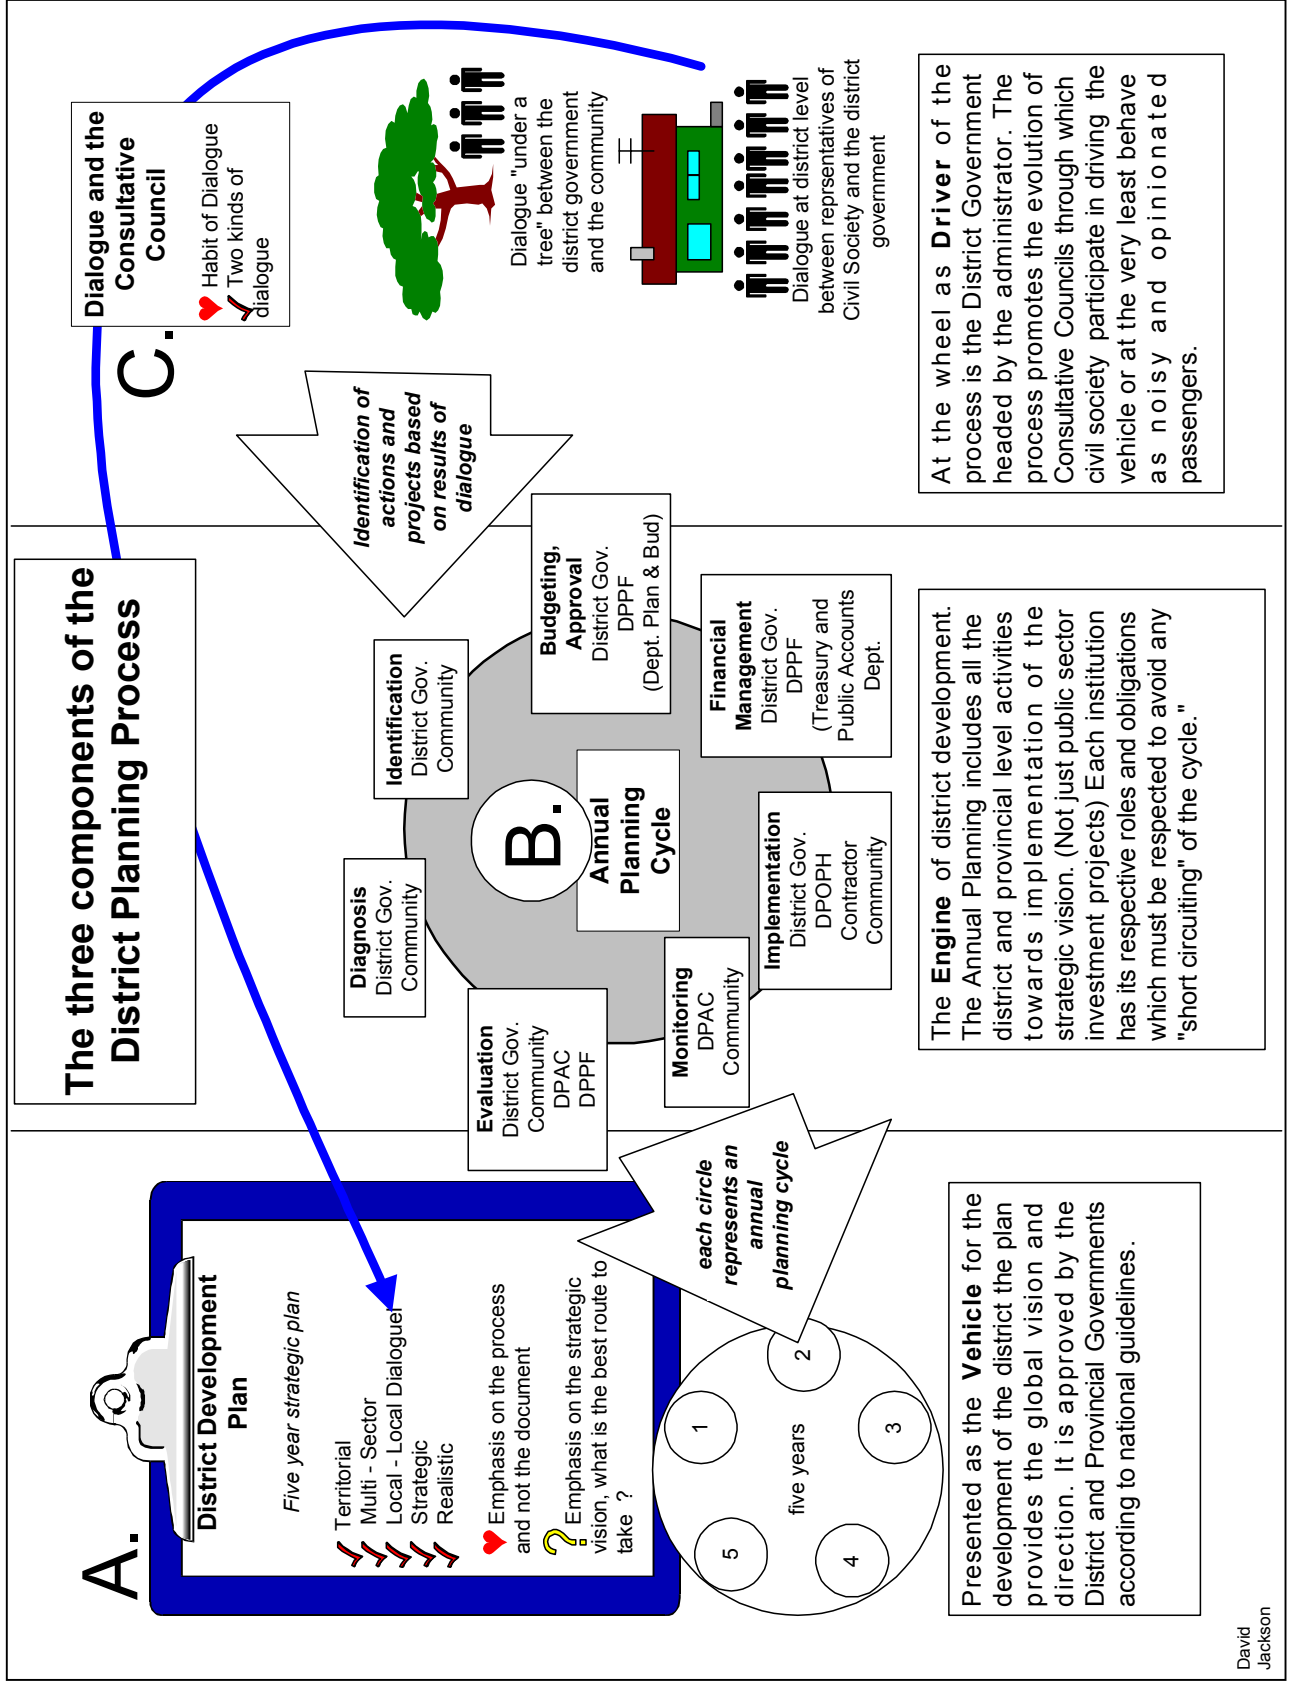 The three components of the
District Planning Process
A.
District Development
Plan
Five year strategic plan
Territorial
Multi - Sector
Local - Local Dialoguel
Strategic
Realistic
Emphasis on the process
and not the document
Emphasis on the strategic
vision, what is the best route to
take ?
1
2
3
4
5
five years
each circle
represents an
annual
planning cycle
Presented as the Vehicle for the
development of the district the plan
provides the global vision and
direction. It is approved by the
District and Provincial Governments
according to national guidelines.
David
Jackson
B.
Annual
Planning
Cycle
Diagnosis
District Gov.
Community
Identification
District Gov.
Community
Budgeting,
Approval
District Gov.
DPPF
(Dept. Plan & Bud)
Financial
Management
District Gov.
DPPF
(Treasury and
Public Accounts
Dept.
Implementation
District Gov.
DPOPH
Contractor
Community
Monitoring
DPAC
Community
Evaluation
District Gov.
Community
DPAC
DPPF
The Engine of district development.
The Annual Planning includes all the
district and provincial level activities
towards implementation of the
strategic vision. (Not just public sector
investment projects) Each institution
has its respective roles and obligations
which must be respected to avoid any
"short circuiting" of the cycle."
C.
Dialogue and the
Consultative
Council
Habit of Dialogue
Two kinds of
dialogue
Identification of
actions and
projects based
on results of
dialogue
Dialogue "under a
tree" between the
district government
and the community
Dialogue at district level
between reprsentatives of
Civil Society and the district
government
At the wheel as Driver of the
process is the District Government
headed by the administrator. The
process promotes the evolution of
Consultative Councils through which
civil society participate in driving the
vehicle or at the very least behave
as noisy and opinionated
passengers.